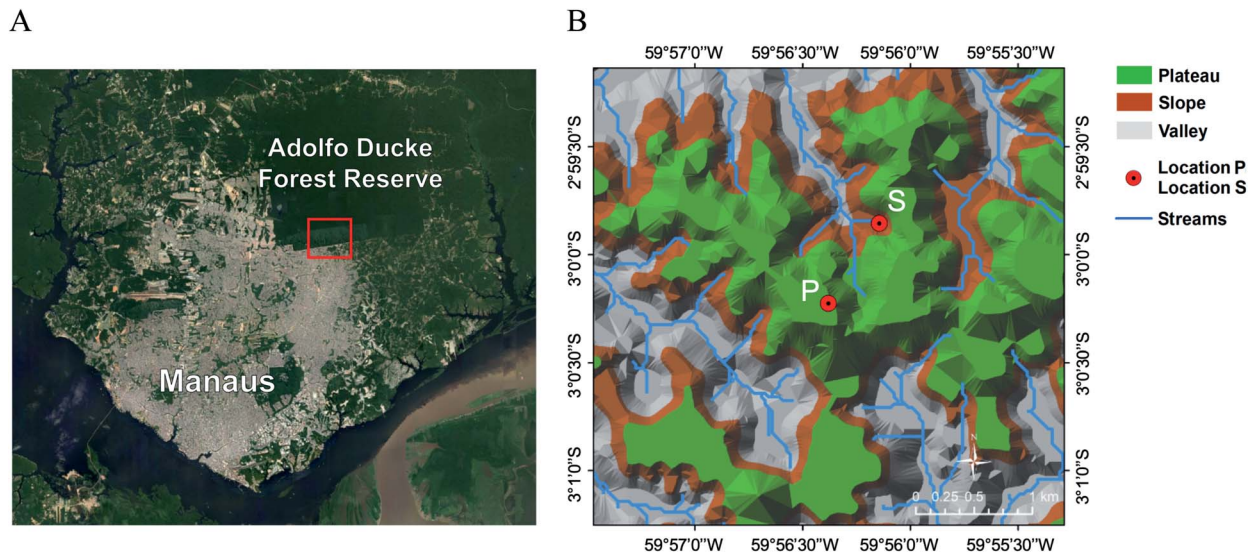 A
Adolfo Ducke
Forest Reserve
Manaus
B
59°57'0"W 59°56'30"W 59°56'0"W 59°55'30"W
2°59'30"S
3°0'0"S
3°0'30"S
3°1'0"S
S
P
N
0 0.25 0.5 1 km
59°57'0"W 59°56'30"W 59°56'0"W 59°55'30"W
2°59'30"S
3°0'0"S
3°0'30"S
3°1'0"S
Plateau
Slope
Valley
Location P
Location S
Streams